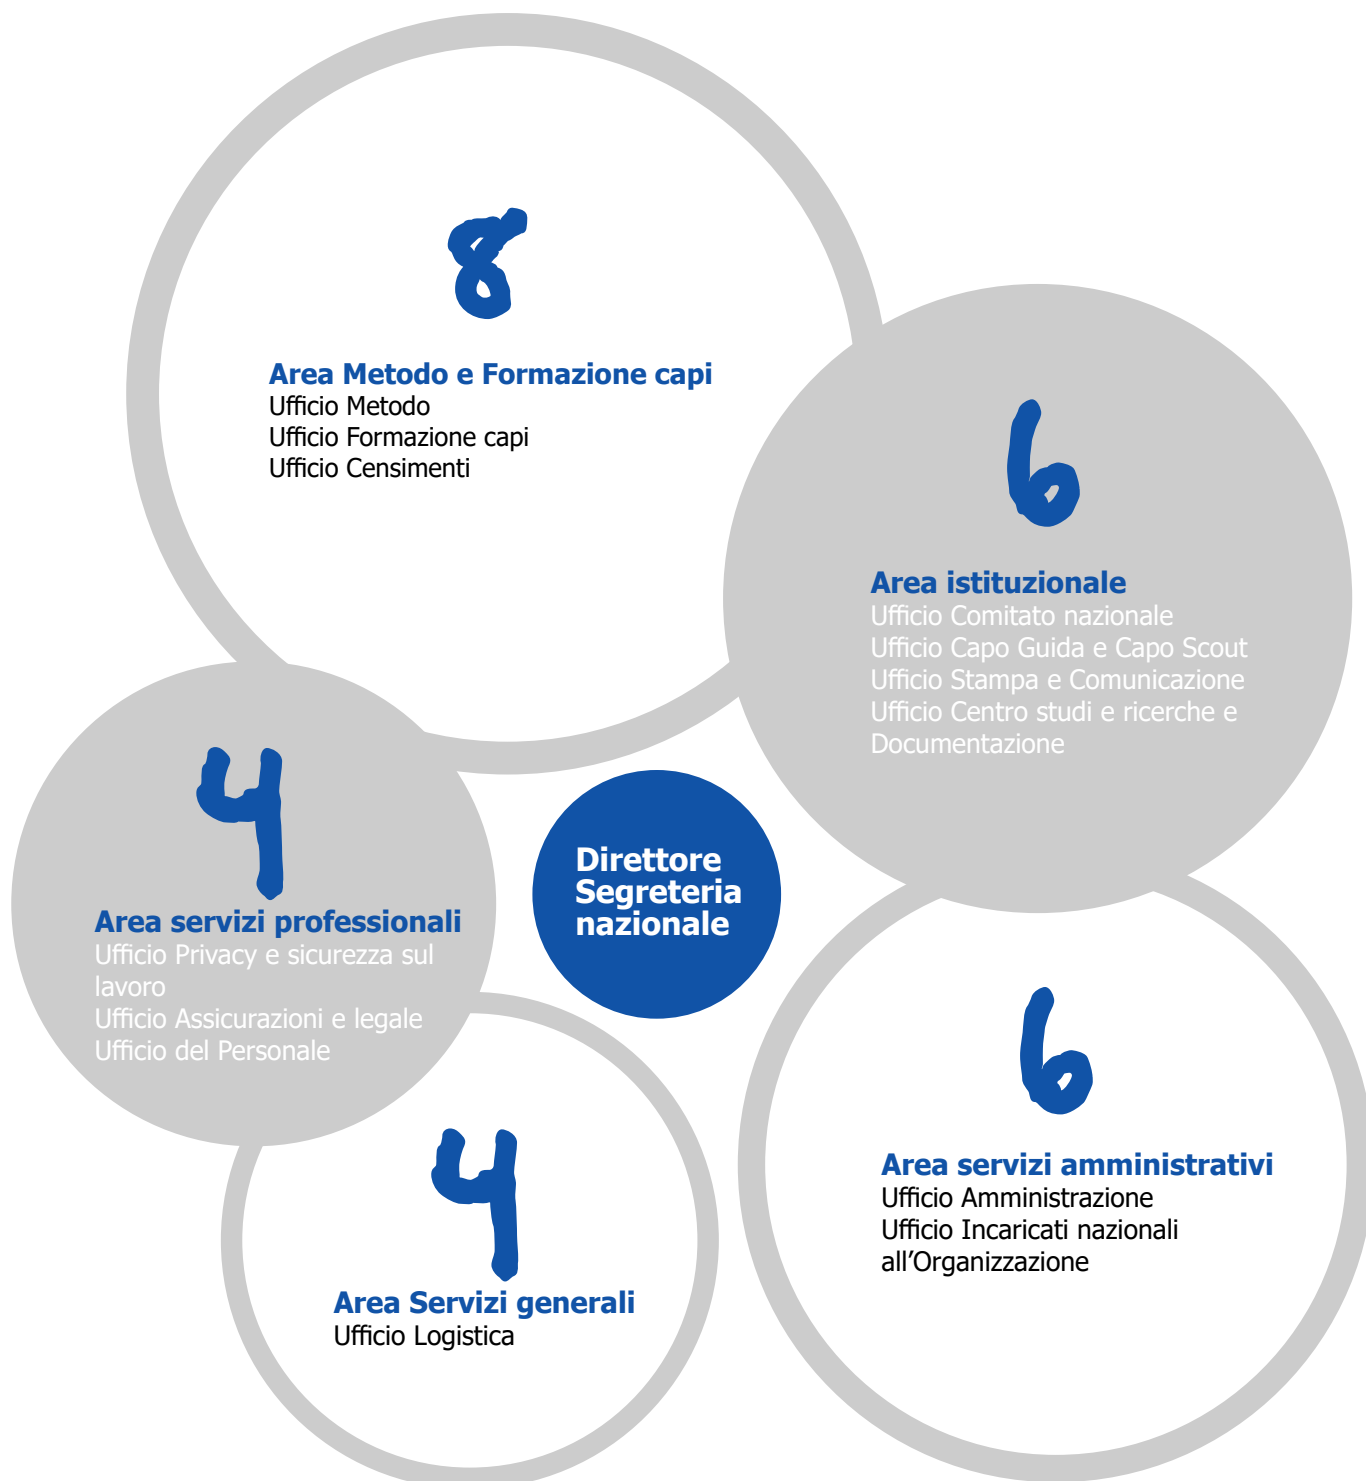 8
Area Metodo e Formazione capi
Ufficio Metodo
Ufficio Formazione capi
Ufficio Censimenti
6
Area istituzionale
Ufficio Comitato nazionale
Ufficio Capo Guida e Capo Scout
Ufficio Stampa e Comunicazione
Ufficio Centro studi e ricerche e
Documentazione
4
Area servizi professionali
Ufficio Privacy e sicurezza sul
lavoro
Ufficio Assicurazioni e legale
Ufficio del Personale
Direttore
Segreteria
nazionale
6
Area servizi amministrativi
Ufficio Amministrazione
Ufficio Incaricati nazionali
all’Organizzazione
4
Area Servizi generali
Ufficio Logistica